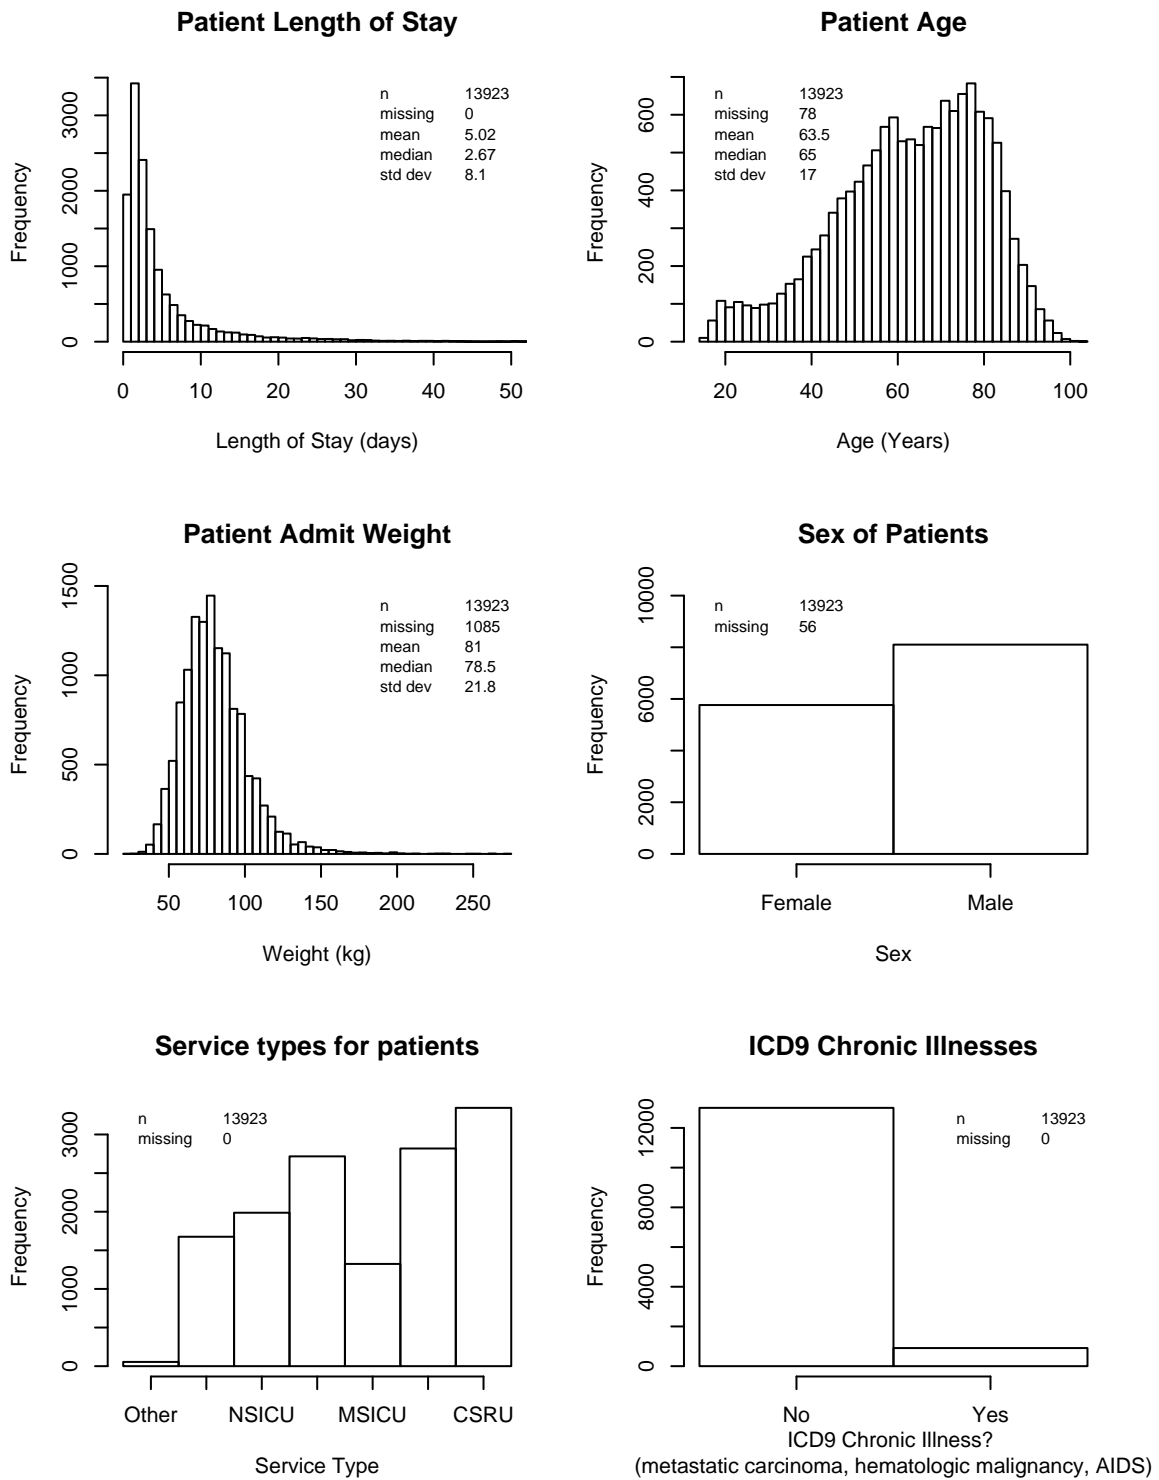 Patient Length of Stay
Frequency
0 1000 2000 3000
n 13923
missing 0
mean 5.02
median 2.67
std dev 8.1
0 10 20 30 40 50
Length of Stay (days)
Patient Age
Frequency
0 200 400 600
n 13923
missing 78
mean 63.5
median 65
std dev 17
20 40 60 80 100
Age (Years)
Patient Admit Weight
Frequency
0 500 1000 1500
n 13923
missing 1085
mean 81
median 78.5
std dev 21.8
50 100 150 200 250
Weight (kg)
Sex of Patients
Frequency
0 2000 6000 10000
n 13923
missing 56
Female Male
Sex
Service types for patients
Frequency
0 1000 2000 3000
n 13923
missing 0
Other NSICU MSICU CSRU
Service Type
ICD9 Chronic Illnesses
Frequency
0 4000 8000 12000
n 13923
missing 0
No Yes
ICD9 Chronic Illness?
(metastatic carcinoma, hematologic malignancy, AIDS)